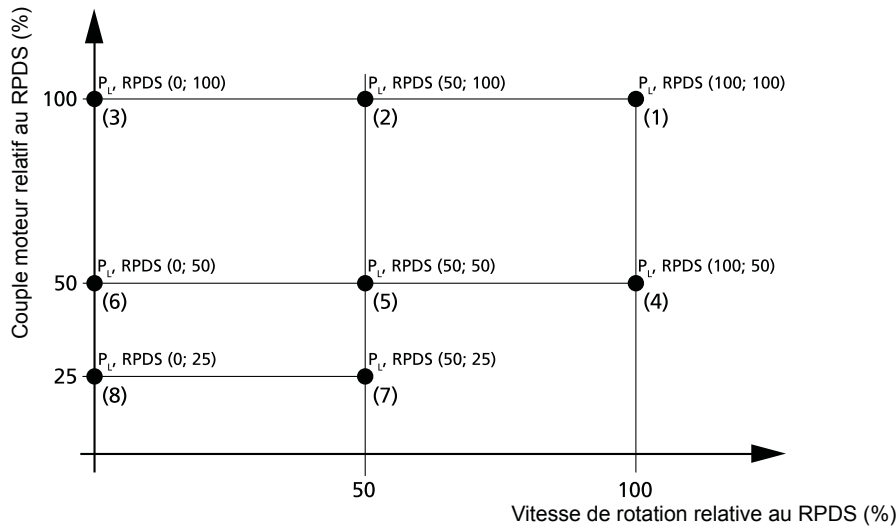 Couple moteur relatif au RPDS (%)
P_L, RPDS (0; 100)
P_L, RPDS (50; 100)
P_L, RPDS (100; 100)
100
(3)
(2)
(1)
P_L, RPDS (0; 50)
P_L, RPDS (50; 50)
P_L, RPDS (100; 50)
50
(6)
(5)
(4)
P_L, RPDS (0; 25)
P_L, RPDS (50; 25)
25
(8)
(7)
50
100
Vitesse de rotation relative au RPDS (%)